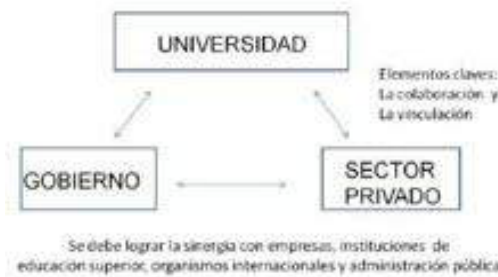 UNIVERSIDAD
Elementos claves:
La colaboración y
La vinculación
GOBIERNO
SECTOR
PRIVADO
Se debe lograr la sinergia con empresas, instituciones de
educación superior, organismos internacionales y administración pública